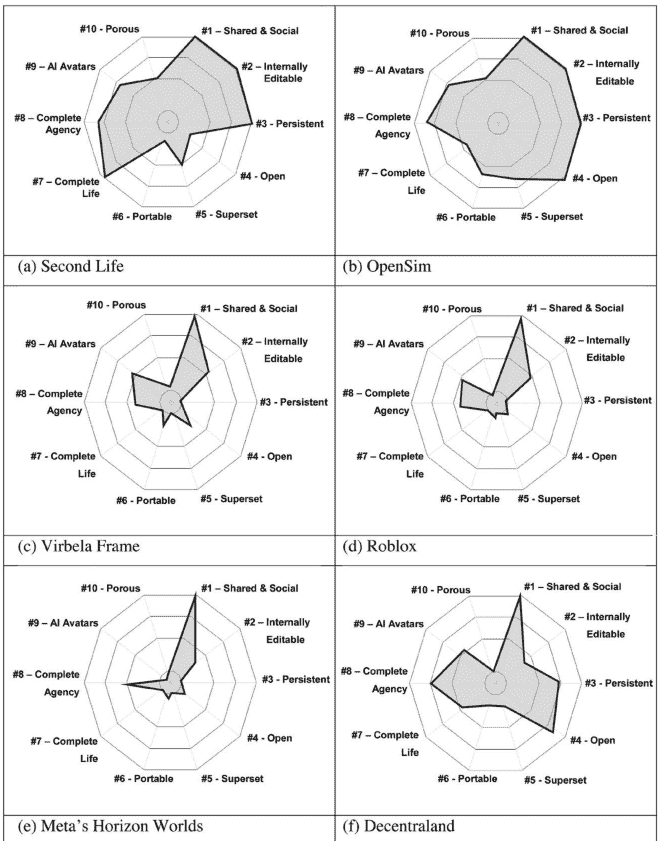 #10 - Porous
#1 – Shared & Social
#9 – AI Avatars
#2 – Internally
Editable
#8 – Complete
Agency
#3 - Persistent
#7 – Complete
Life
#4 - Open
#6 – Portable
#5 - Superset
(a) Second Life
#10 - Porous
#1 – Shared & Social
#9 – AI Avatars
#2 – Internally
Editable
#8 – Complete
Agency
#3 - Persistent
#7 – Complete
Life
#4 - Open
#6 – Portable
#5 - Superset
(b) OpenSim
#10 - Porous
#1 – Shared & Social
#9 – AI Avatars
#2 – Internally
Editable
#8 – Complete
Agency
#3 - Persistent
#7 - Complete
Life
#4 - Open
#6 – Portable
#5 - Superset
(c) Virbela Frame
#10 - Porous
#1 – Shared & Social
#9 – AI Avatars
#2 – Internally
Editable
#8 – Complete
Agency
#3 - Persistent
#7 – Complete
Life
#4 - Open
#6 – Portable
#5 - Superset
(d) Roblox
#10 - Porous
#1 – Shared & Social
#9 – AI Avatars
#2 – Internally
Editable
#8 – Complete
Agency
#3 - Persistent
#7 – Complete
Life
#4 - Open
#6 – Portable
#5 - Superset
(e) Meta's Horizon Worlds
#10 - Porous
#1 – Shared & Social
#9 – AI Avatars
#2 – Internally
Editable
#8 – Complete
Agency
#3 - Persistent
#7 – Complete
Life
#4 - Open
#6 – Portable
#5 - Superset
(f) Decentraland